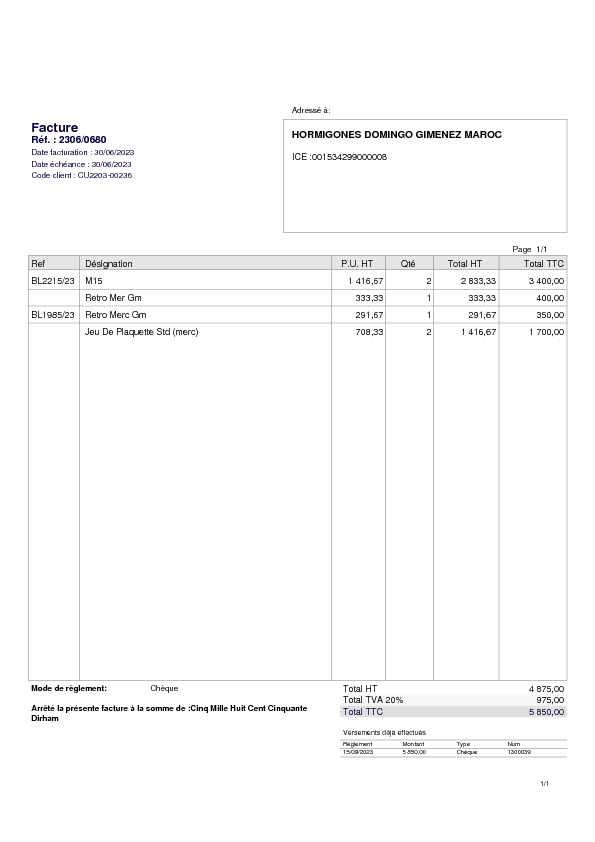 Adressé à:
Facture
Réf. : 2306/0680
Date facturation : 30/06/2023
Date échéance : 30/06/2023
Code client : CU2203-00236
HORMIGONES DOMINGO GIMENEZ MAROC
ICE :001534299000008
Page 1/1
Ref Désignation P.U. HT Qté Total HT Total TTC
BL2215/23 M15 1 416,67 2 2 833,33 3 400,00
Retro Mer Gm 333,33 1 333,33 400,00
BL1985/23 Retro Merc Gm 291,67 1 291,67 350,00
Jeu De Plaquette Std (merc) 708,33 2 1 416,67 1 700,00
Mode de règlement: Chèque
Arrêté la présente facture à la somme de :Cinq Mille Huit Cent Cinquante
Dirham
Total HT 4 875,00
Total TVA 20% 975,00
Total TTC 5 850,00
Versements déjà effectués
Règlement Montant Type Num
15/09/2023 5 850,00 Chèque 1300039
1/1